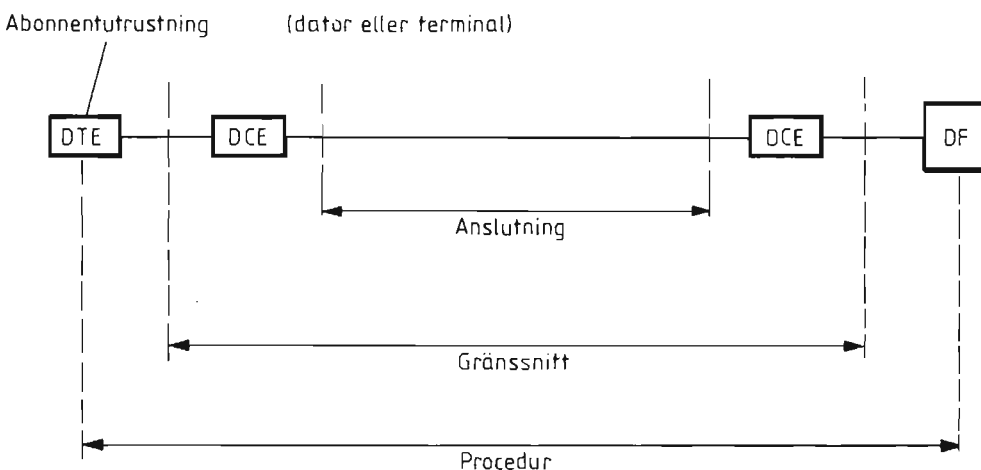 Abonnentutrustning (dator eller terminal)
DTE DCE DCE DF
Anslutning
Gränssnitt
Procedur